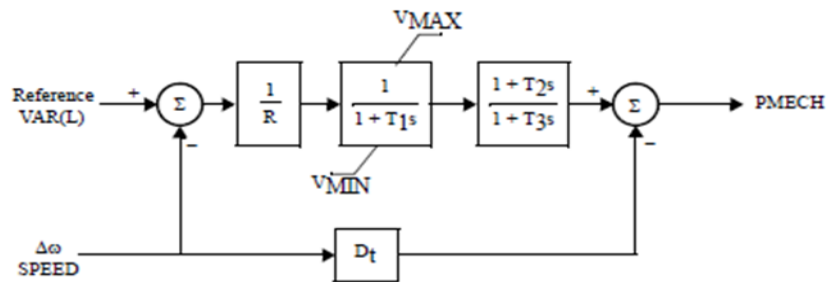 VMAX
Reference
VAR(L)
+
Σ
−
1
R
1
1 + T1s
VMIN
1 + T2s
1 + T3s
+
Σ
−
PMECH
Δω
SPEED
Dt